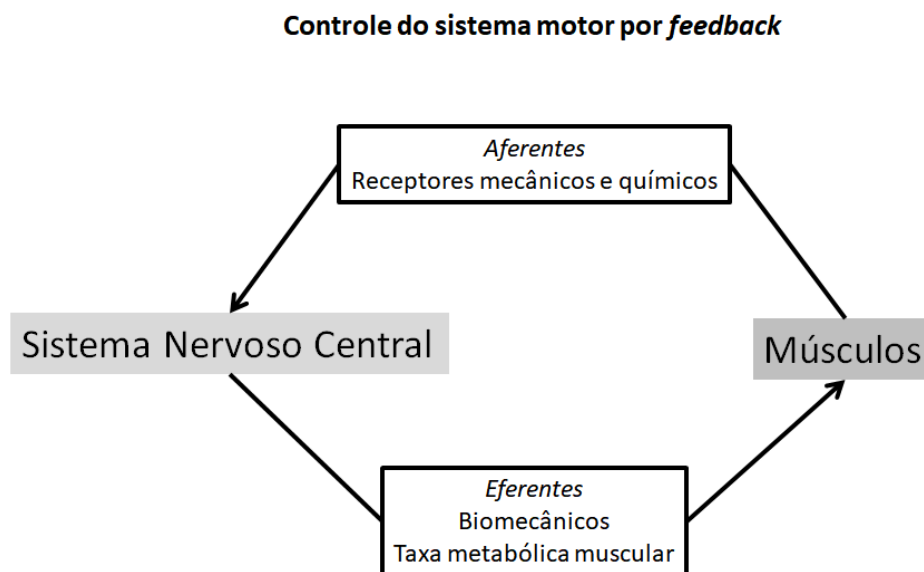 Controle do sistema motor por feedback
Aferentes
Receptores mecânicos e químicos
Sistema Nervoso Central
Músculos
Eferentes
Biomecânicos
Taxa metabólica muscular